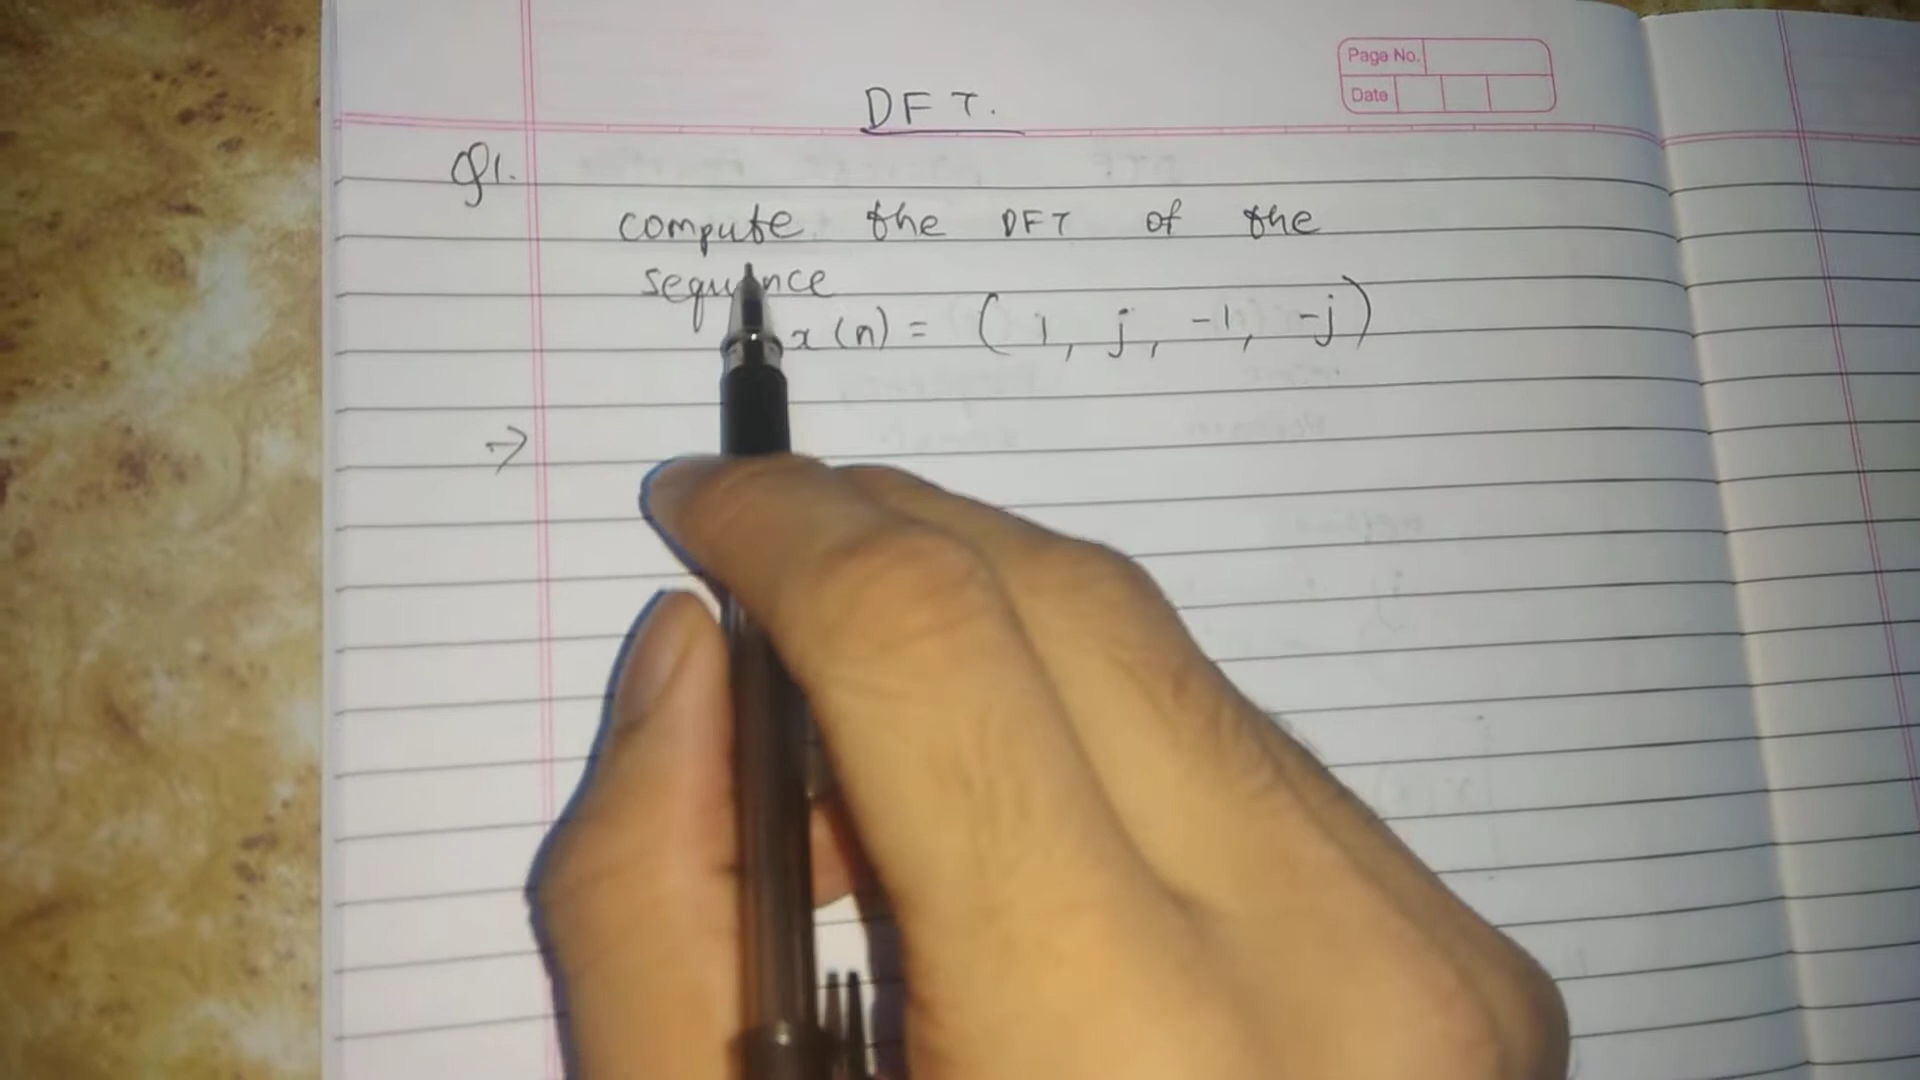 Page No.
Date
DFT.
Q1.
compute the DFT of the
sequence
x(n) = ( 1, j, -1, -j)
→